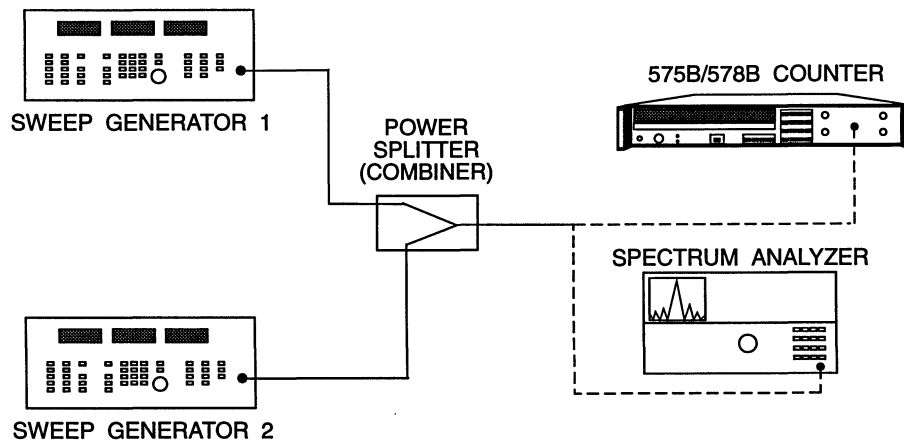 SWEEP GENERATOR 1
575B/578B COUNTER
POWER
SPLITTER
(COMBINER)
SPECTRUM ANALYZER
SWEEP GENERATOR 2